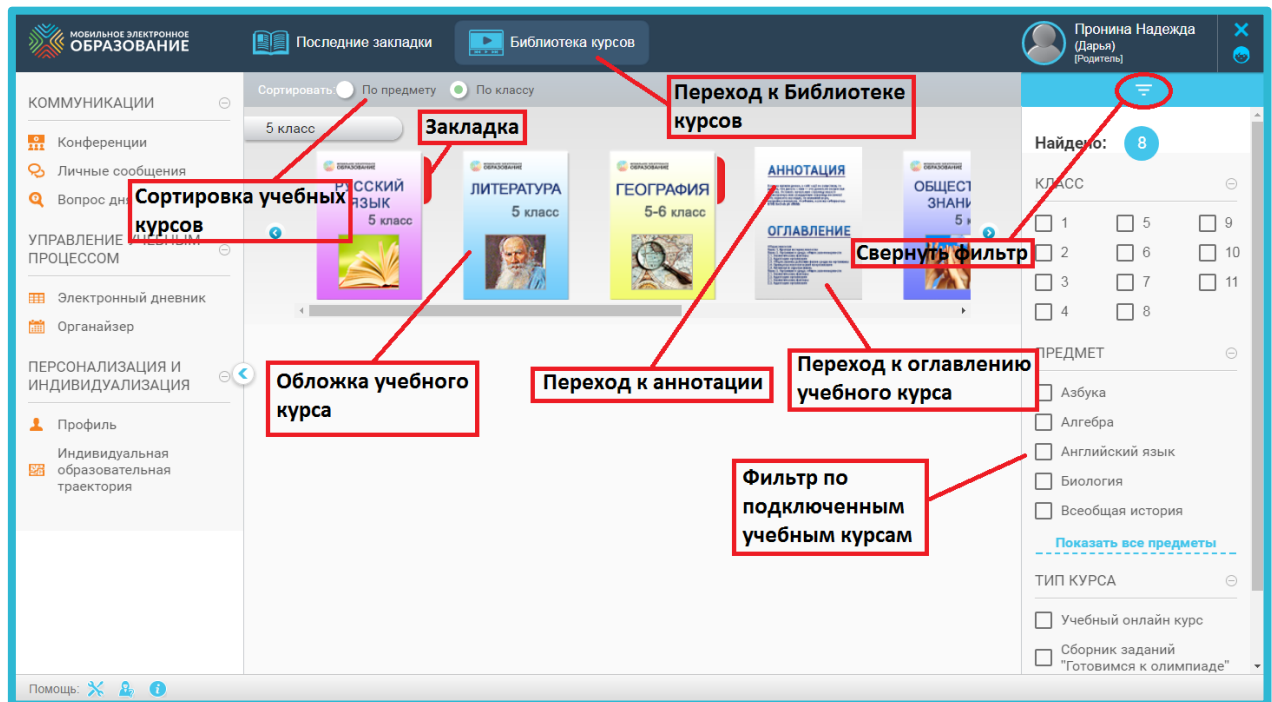 МОБИЛЬНОЕ ЭЛЕКТРОННОЕ
ОБРАЗОВАНИЕ
Последние закладки
Библиотека курсов
Пронина Надежда
(Дарья)
[Родитель]
КОММУНИКАЦИИ
Конференции
Личные сообщения
Вопрос дн
УПРАВЛЕНИЕ УЧЕБНЫМ
ПРОЦЕССОМ
Электронный дневник
Органайзер
ПЕРСОНАЛИЗАЦИЯ И
ИНДИВИДУАЛИЗАЦИЯ
Профиль
Индивидуальная
образовательная
траектория
Сортировать:
По предмету
По классу
5 класс
Закладка
Переход к Библиотеке
курсов
Сортировка учебных
курсов
РУССКИЙ
ЯЗЫК
5 класс
ЛИТЕРАТУРА
5 класс
ГЕОГРАФИЯ
5-6 класс
АННОТАЦИЯ
ОГЛАВЛЕНИЕ
ОБЩЕСТ
ЗНАНИ
5
Свернуть фильтр
Обложка учебного
курса
Переход к аннотации
Переход к оглавлению
учебного курса
Фильтр по
подключенным
учебным курсам
Найдено: 8
КЛАСС
1 5 9
2 6 10
3 7 11
4 8
ПРЕДМЕТ
Азбука
Алгебра
Английский язык
Биология
Всеобщая история
Показать все предметы
ТИП КУРСА
Учебный онлайн курс
Сборник заданий
"Готовимся к олимпиаде"
Помощь: